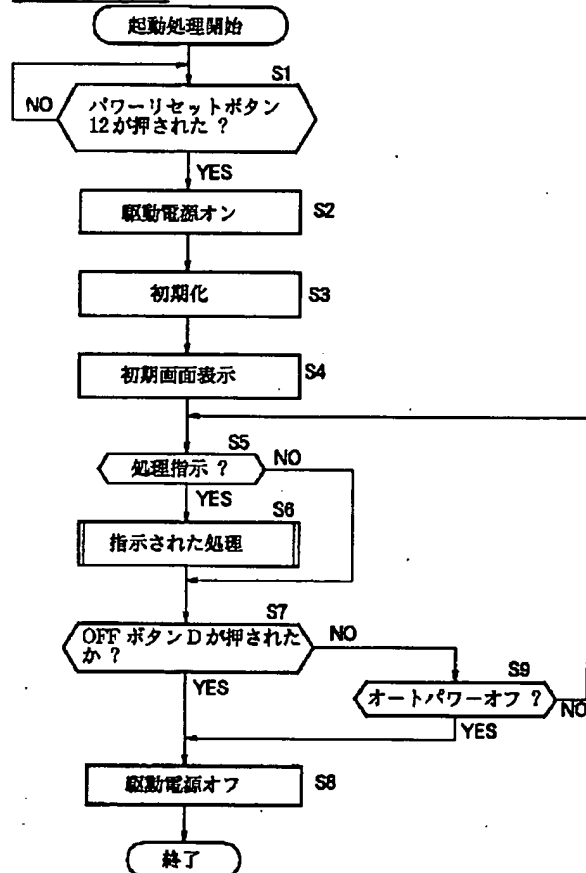 起動処理開始
S1
NO
パワーリセットボタン
12が押された ?
YES
駆動電源オン
S2
初期化
S3
初期画面表示
S4
S5
処理指示 ?
NO
YES
S6
指示された処理
S7
OFF ボタンDが押された
か ?
NO
YES
S9
オートパワーオフ ?
NO
YES
駆動電源オフ
S8
終了